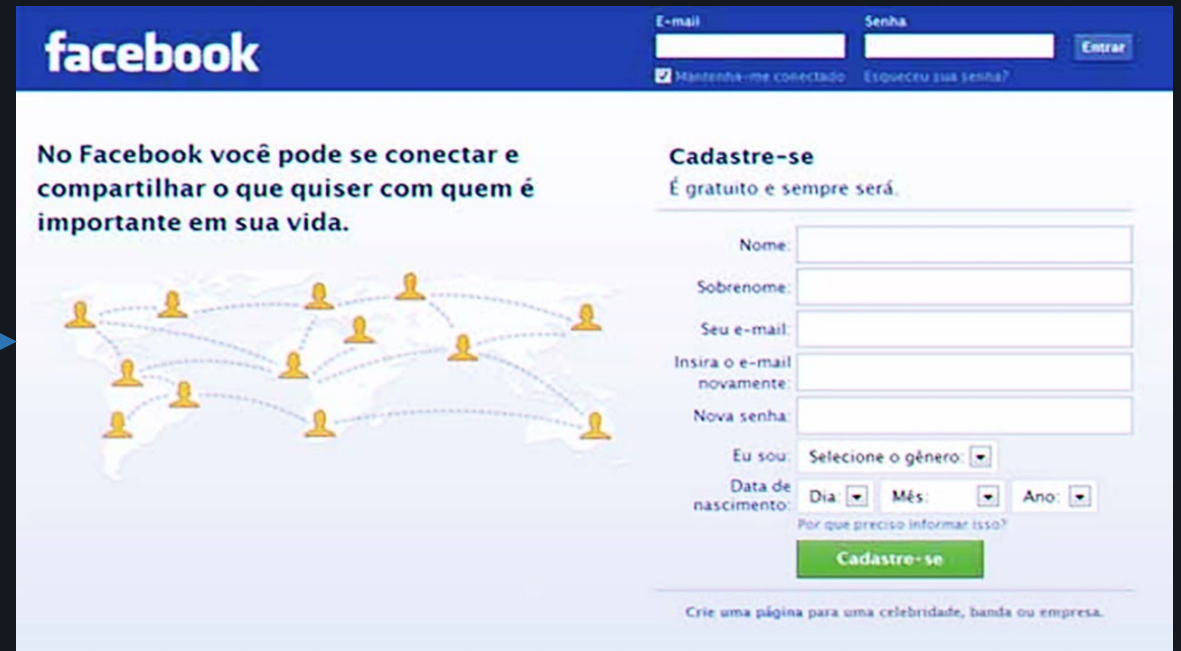 facebook
E-mail
Senha
Entrar
Mantenha-me conectado
Esqueceu sua senha?
No Facebook você pode se conectar e
compartilhar o que quiser com quem é
importante em sua vida.
Cadastre-se
É gratuito e sempre será.
Nome:
Sobrenome:
Seu e-mail:
Insira o e-mail
novamente:
Nova senha:
Eu sou: Selecione o gênero:
Data de
nascimento: Dia: Mês: Ano:
Por que preciso informar isso?
Cadastre-se
Crie uma página para uma celebridade, banda ou empresa.